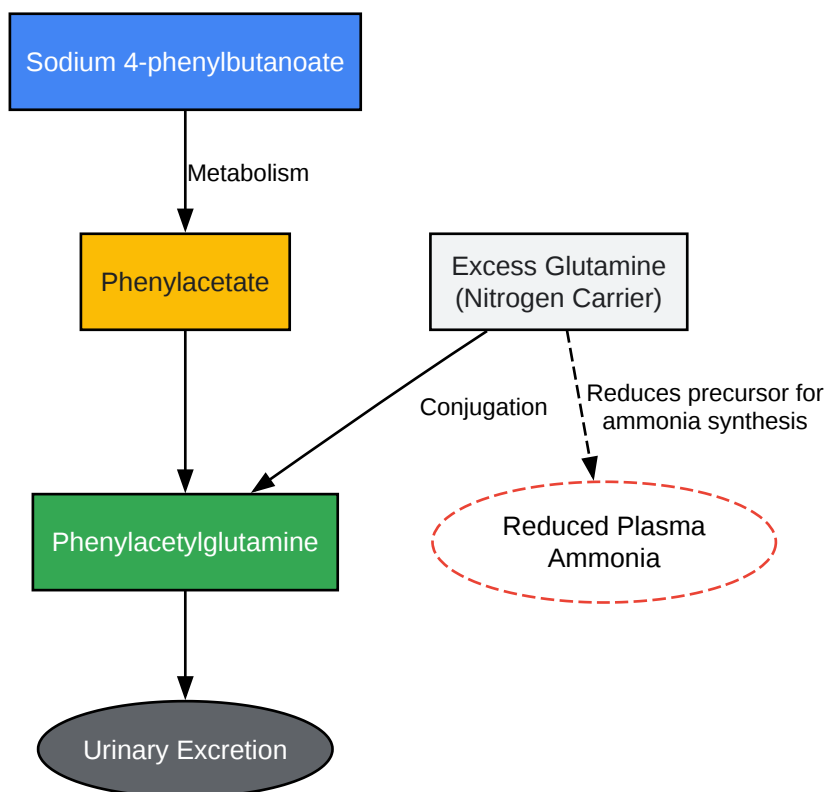 Sodium 4-phenylbutanoate
Metabolism
Phenylacetate
Excess Glutamine
(Nitrogen Carrier)
Conjugation
Reduces precursor for
ammonia synthesis
Phenylacetylglutamine
Reduced Plasma
Ammonia
Urinary Excretion